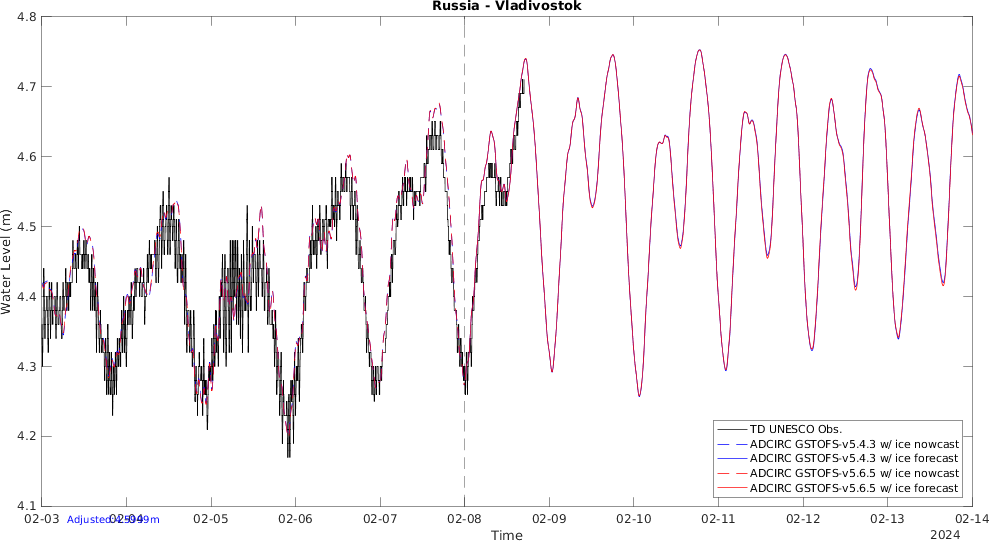 Russia - Vladivostok
4.8
4.7
4.6
4.5
4.4
4.3
4.2
4.1
Water Level (m)
TD UNESCO Obs.
ADCIRC GSTOFS-v5.4.3 w/ ice nowcast
ADCIRC GSTOFS-v5.4.3 w/ ice forecast
ADCIRC GSTOFS-v5.6.5 w/ ice nowcast
ADCIRC GSTOFS-v5.6.5 w/ ice forecast
02-03 02-04 02-05 02-06 02-07 02-08 02-09 02-10 02-11 02-12 02-13 02-14
Adjusted:
Time
2024